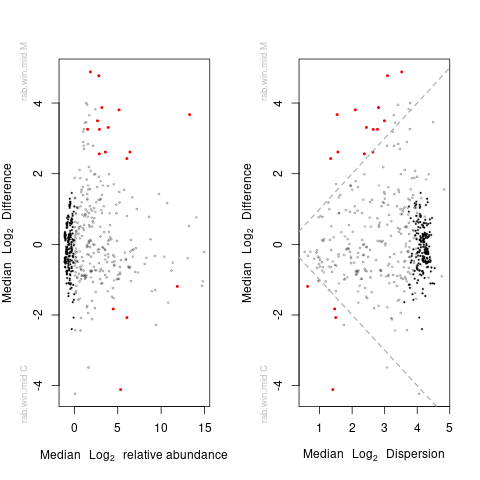 rab.win.mid M
rab.win.mid C
Median Log2 Difference
4
2
0
-2
-4
0 5 10 15
Median Log2 relative abundance
rab.win.mid M
rab.win.mid C
Median Log2 Difference
4
2
0
-2
-4
1 2 3 4 5
Median Log2 Dispersion